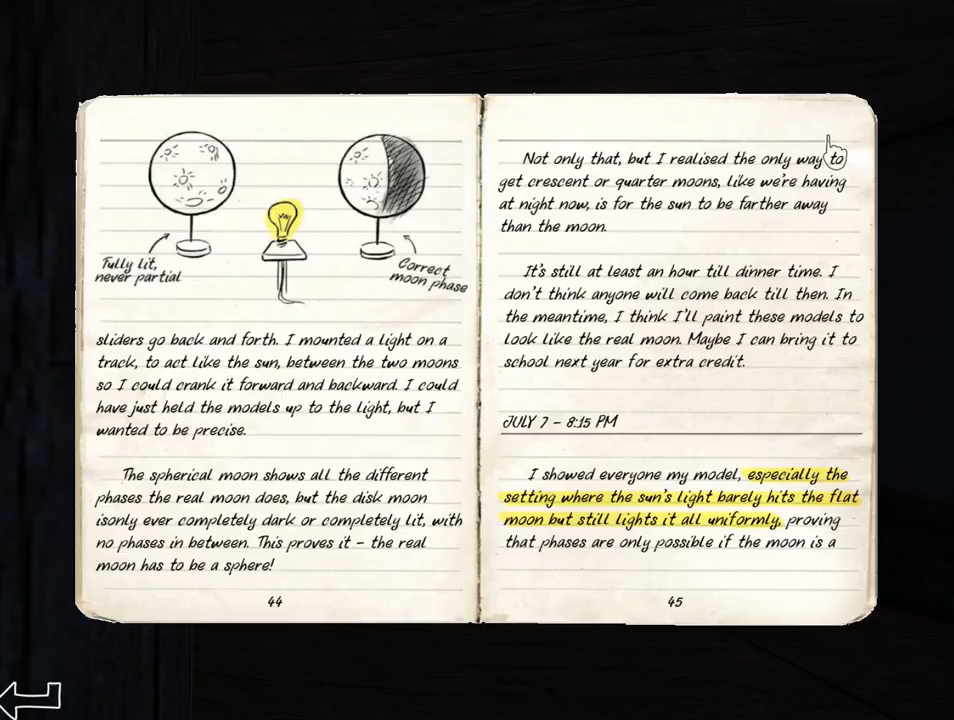 Fully lit,
never partial
Correct
moon phase
sliders go back and forth. I mounted a light on a
track, to act like the sun, between the two moons
so I could crank it forward and backward. I could
have just held the models up to the light, but I
wanted to be precise.
The spherical moon shows all the different
phases the real moon does, but the disk moon
isonly ever completely dark or completely lit, with
no phases in between. This proves it - the real
moon has to be a sphere!
44
Not only that, but I realised the only way to
get crescent or quarter moons, like we're having
at night now, is for the sun to be farther away
than the moon.
It's still at least an hour till dinner time. I
don't think anyone will come back till then. In
the meantime, I think I'll paint these models to
look like the real moon. Maybe I can bring it to
school next year for extra credit.
JULY 7 - 8:15 PM
I showed everyone my model, especially the
setting where the sun's light barely hits the flat
moon but still lights it all uniformly, proving
that phases are only possible if the moon is a
45